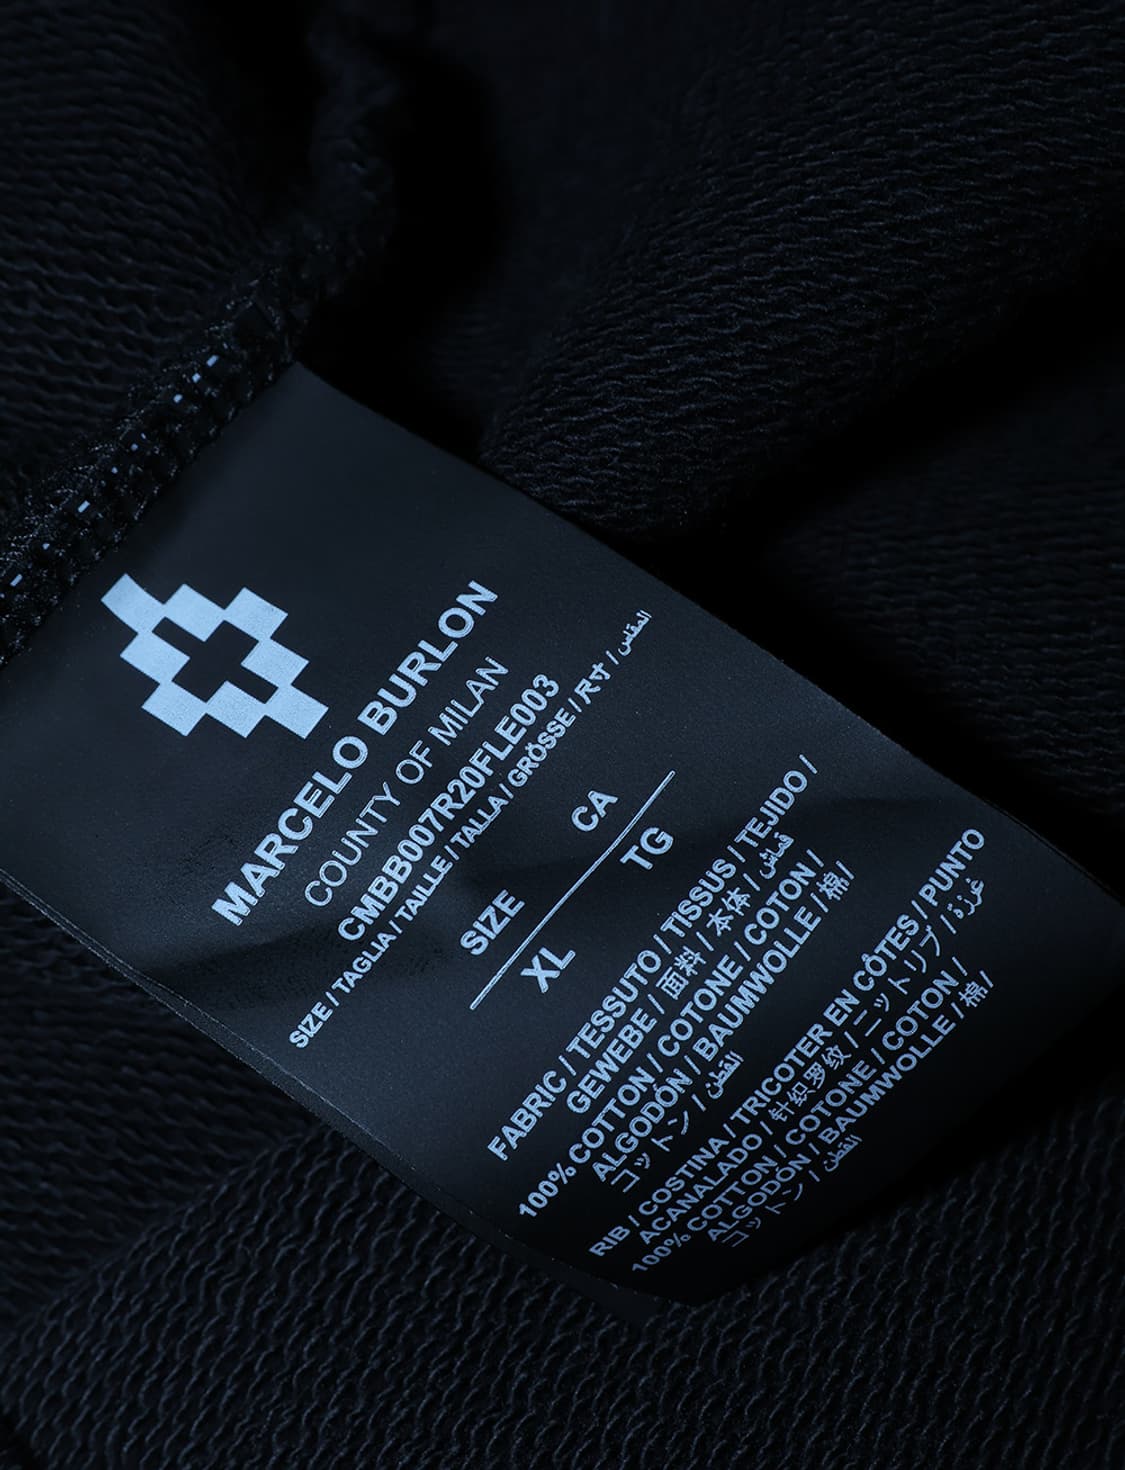 MARCELO BURLON
COUNTY OF MILAN
CMBB007R20FLE003
SIZE / TAGLIA / TAILLE / TALLA / GRÖSSE / 尺寸 / المقاس
SIZE CA
XL TG
FABRIC / TESSUTO / TISSUS / TEJIDO /
GEWEBE / 面料 / 本体 / قماش /
100% COTTON / COTONE / COTON /
ALGODÓN / BAUMWOLLE / 棉/
コットン / القطن
RIB / COSTINA / TRICOTER EN CÔTES / PUNTO
ACANALADO / 针织罗纹 / ニットリブ / غرزة/
100% COTTON / COTONE / COTON /
ALGODÓN / BAUMWOLLE / 棉/
コットン / القطن